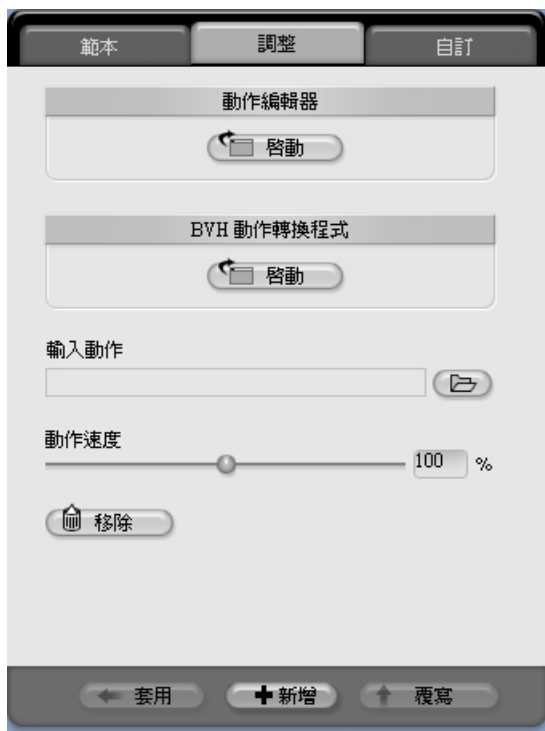 範本 調整 自訂
動作編輯器
啓動
BVH 動作轉換程式
啓動
輸入動作
動作速度
100 %
移除
套用 新增 覆寫